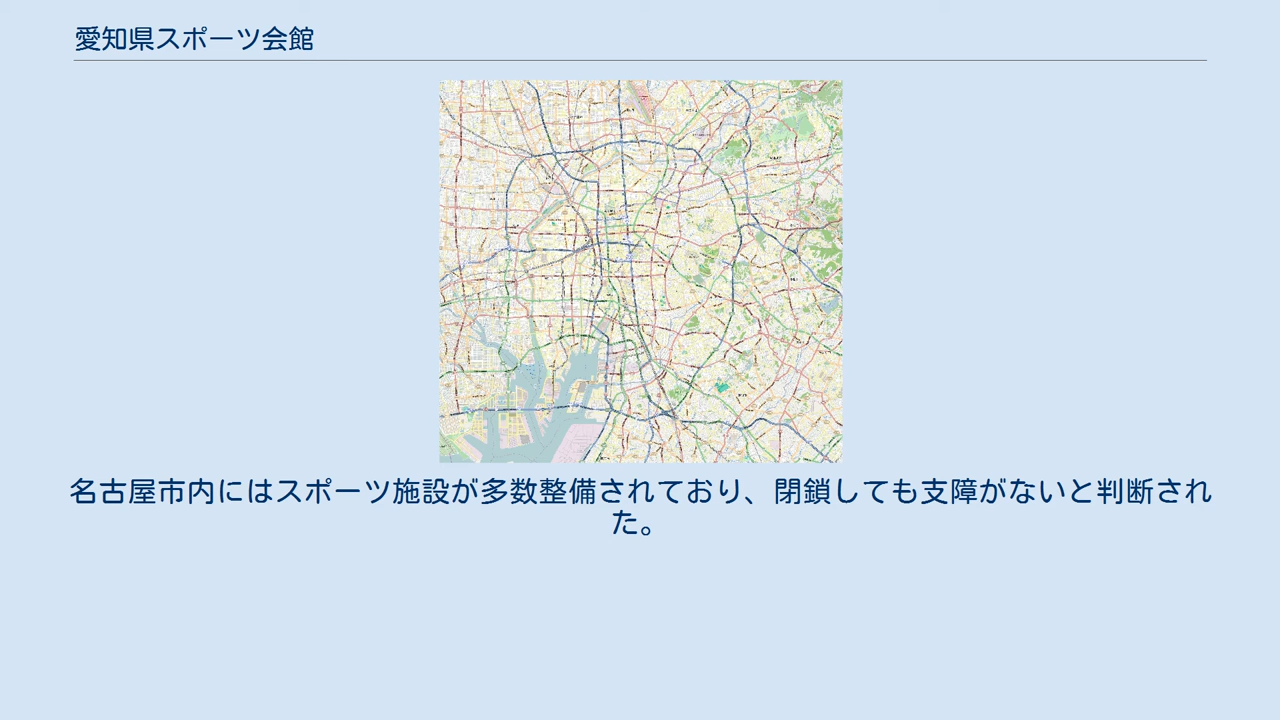 愛知県スポーツ会館
名古屋市内にはスポーツ施設が多数整備されており、閉鎖しても支障がないと判断され
た。